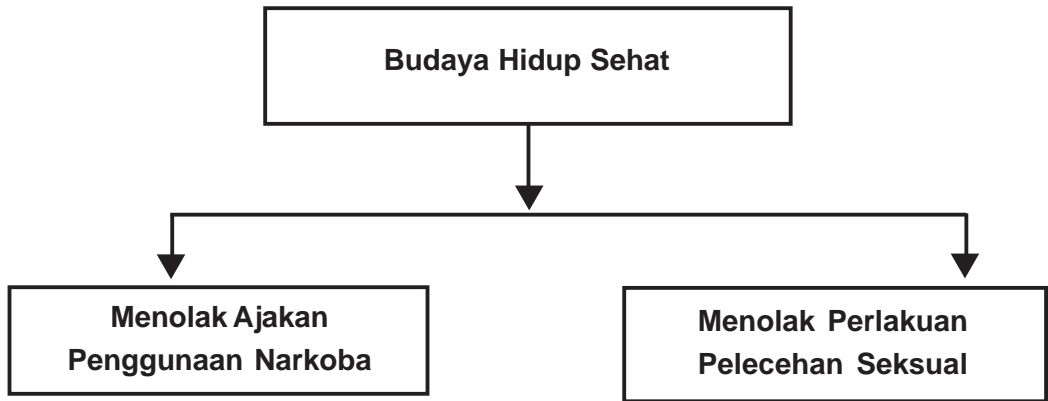 Budaya Hidup Sehat
Menolak Ajakan
Penggunaan Narkoba
Menolak Perlakuan
Pelecehan Seksual